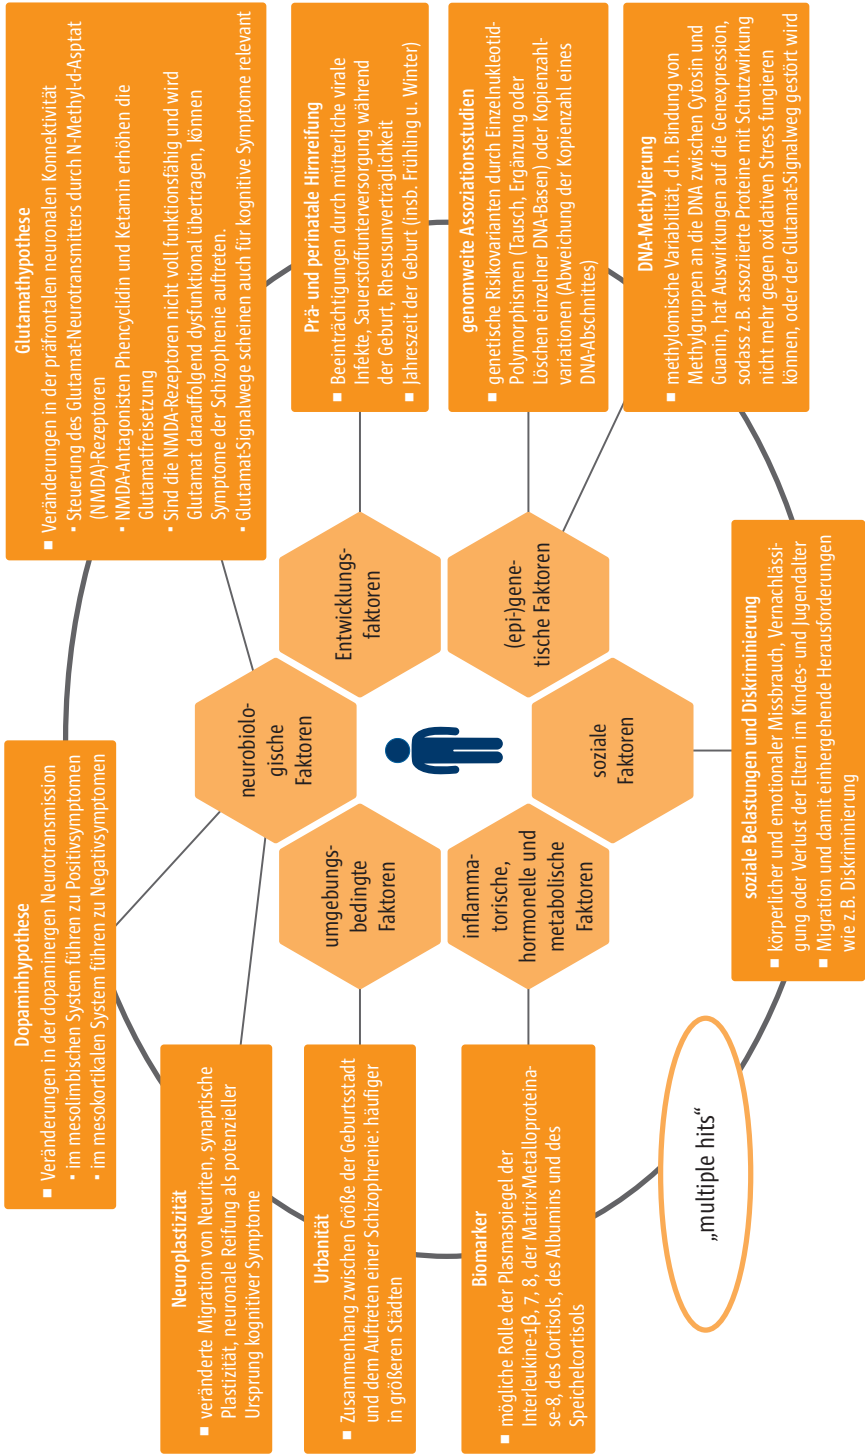 Dopaminhypothese
■ Veränderungen in der dopaminergen Neurotransmission
▪ im mesolimbischen System führen zu Positivsymptomen
▪ im mesokortikalen System führen zu Negativsymptomen
Glutamathypothese
■ Veränderungen in der präfrontalen neuronalen Konnektivität
▪ Steuerung des Glutamat-Neurotransmitters durch N-Methyl-d-Asptat
(NMDA)-Rezeptoren
▪ NMDA-Antagonisten Phencyclidin und Ketamin erhöhen die
Glutamatfreisetzung
▪ Sind die NMDA-Rezeptoren nicht voll funktionsfähig und wird
Glutamat darauffolgend dysfunktional übertragen, können
Symptome der Schizophrenie auftreten.
▪ Glutamat-Signalwege scheinen auch für kognitive Symptome relevant
Neuroplastizität
■ veränderte Migration von Neuriten, synaptische
Plastizität, neuronale Reifung als potenzieller
Ursprung kognitiver Symptome
neurobiolo-
gische
Faktoren
Urbanität
■ Zusammenhang zwischen Größe der Geburtsstadt
und dem Auftreten einer Schizophrenie: häufiger
in größeren Städten
umgebungs-
bedingte
Faktoren
Entwicklungs-
faktoren
Prä- und perinatale Hirnreifung
■ Beeinträchtigungen durch mütterliche virale
Infekte, Sauerstoffunterversorgung während
der Geburt, Rhesusunverträglichkeit
■ Jahreszeit der Geburt (insb. Frühling u. Winter)
Biomarker
■ mögliche Rolle der Plasmaspiegel der
Interleukine-1β, 7, 8, der Matrix-Metalloproteina-
se-8, des Cortisols, des Albumins und des
Speichelcortisols
inflamma-
torische,
hormonelle und
metabolische
Faktoren
(epi-)gene-
tische Faktoren
genomweite Assoziationsstudien
■ genetische Risikovarianten durch Einzelnukleotid-
Polymorphismen (Tausch, Ergänzung oder
Löschen einzelner DNA-Basen) oder Kopienzahl-
variationen (Abweichung der Kopienzahl eines
DNA-Abschnittes)
soziale
Faktoren
DNA-Methylierung
■ methylomische Variabilität, d.h. Bindung von
Methylgruppen an die DNA zwischen Cytosin und
Guanin, hat Auswirkungen auf die Genexpression,
sodass z.B. assoziierte Proteine mit Schutzwirkung
nicht mehr gegen oxidativen Stress fungieren
können, oder der Glutamat-Signalweg gestört wird
„multiple hits“
soziale Belastungen und Diskriminierung
■ körperlicher und emotionaler Missbrauch, Vernachlässi-
gung oder Verlust der Eltern im Kindes- und Jugendalter
■ Migration und damit einhergehende Herausforderungen
wie z.B. Diskriminierung